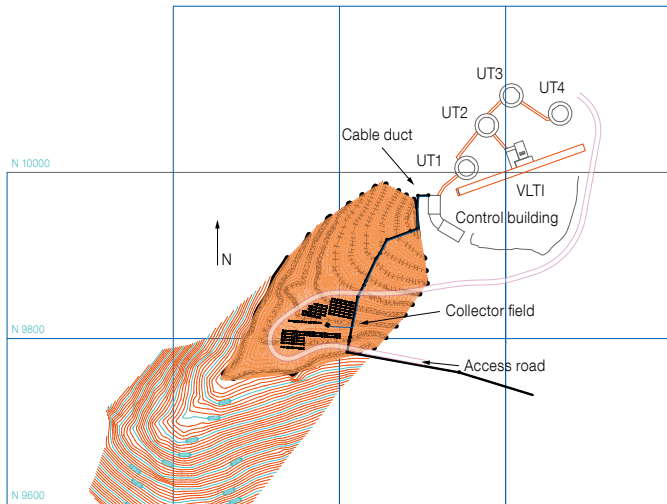 UT3
UT4
UT2
Cable duct
UT1
N 10000
VLTI
Control building
N
Collector field
N 9800
Access road
N 9600